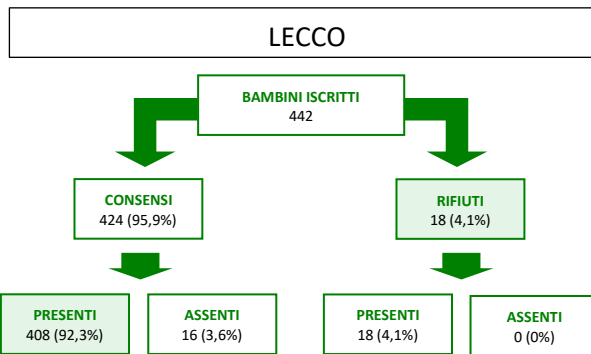 LECCO
BAMBINI ISCRITTI
442
CONSENSI
424 (95,9%)
RIFIUTI
18 (4,1%)
PRESENTI
408 (92,3%)
ASSENTI
16 (3,6%)
PRESENTI
18 (4,1%)
ASSENTI
0 (0%)